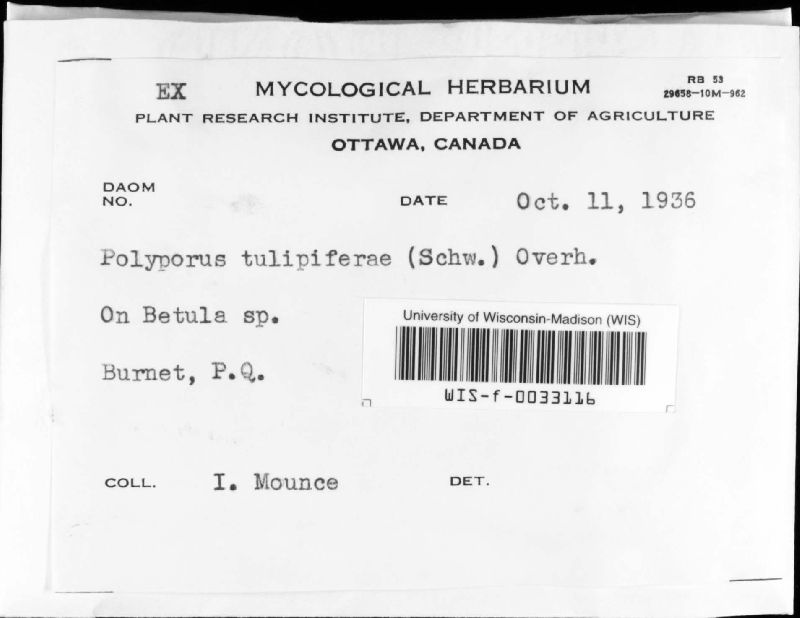 EX MYCOLOGICAL HERBARIUM
RB 53
29658-10M-962
PLANT RESEARCH INSTITUTE, DEPARTMENT OF AGRICULTURE
OTTAWA, CANADA
DAOM
NO.
DATE Oct. 11, 1936
Polyporus tulipiferae (Schw.) Overh.
On Betula sp.
Burnet, P.Q.
University of Wisconsin-Madison (WIS)
WIS-f-0033116
COLL. I. Mounce DET.